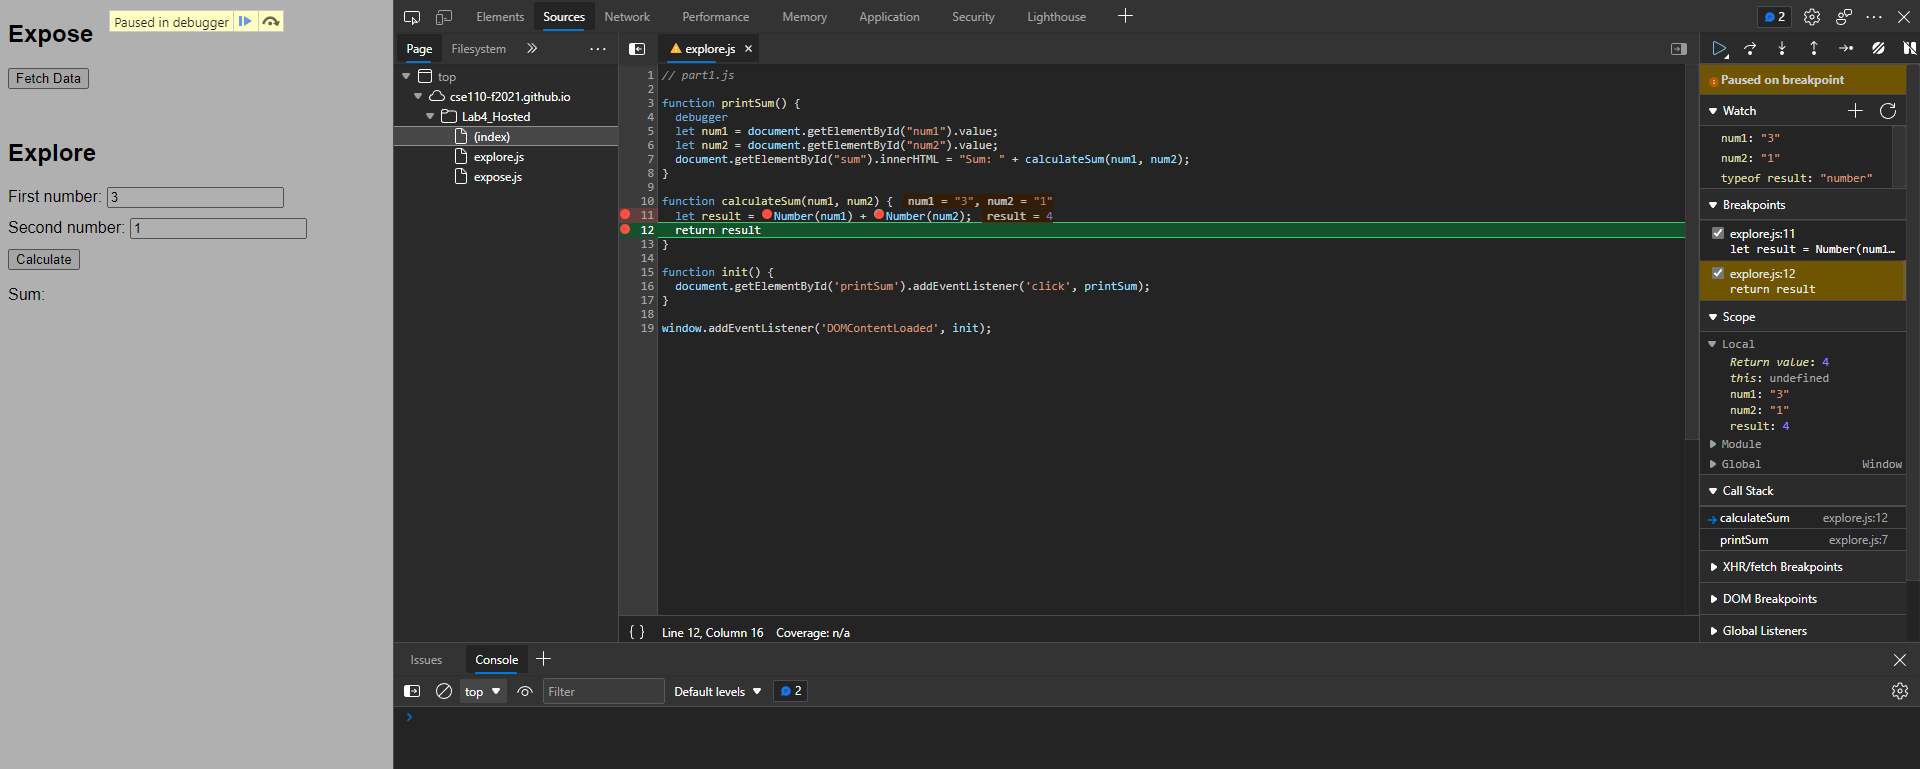 Expose
Paused in debugger
Fetch Data
Explore
First number: 3
Second number: 1
Calculate
Sum:
Elements Sources Network Performance Memory Application Security Lighthouse
2
Page Filesystem
top
cse110-f2021.github.io
Lab4_Hosted
(index)
explore.js
expose.js
explore.js
1 // part1.js
2
3 function printSum() {
4 debugger
5 let num1 = document.getElementById("num1").value;
6 let num2 = document.getElementById("num2").value;
7 document.getElementById("sum").innerHTML = "Sum: " + calculateSum(num1, num2);
8 }
9
10 function calculateSum(num1, num2) { num1 = "3", num2 = "1"
11 let result = Number(num1) + Number(num2); result = 4
12 return result
13 }
14
15 function init() {
16 document.getElementById('printSum').addEventListener('click', printSum);
17 }
18
19 window.addEventListener('DOMContentLoaded', init);
{ } Line 12, Column 16 Coverage: n/a
Paused on breakpoint
Watch
num1: "3"
num2: "1"
typeof result: "number"
Breakpoints
explore.js:11
let result = Number(num1…
explore.js:12
return result
Scope
Local
Return value: 4
this: undefined
num1: "3"
num2: "1"
result: 4
Module
Global Window
Call Stack
calculateSum explore.js:12
printSum explore.js:7
XHR/fetch Breakpoints
DOM Breakpoints
Global Listeners
Issues Console
top Filter Default levels 2